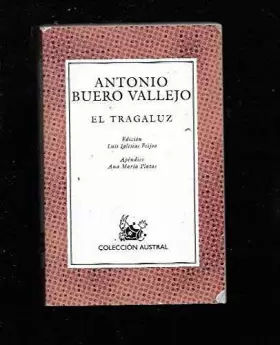 ANTONIO
BUERO VALLEJO
EL TRAGALUZ
Edición
Luis Iglesias Feijoo
Apéndice
Ana María Platas
COLECCIÓN AUSTRAL